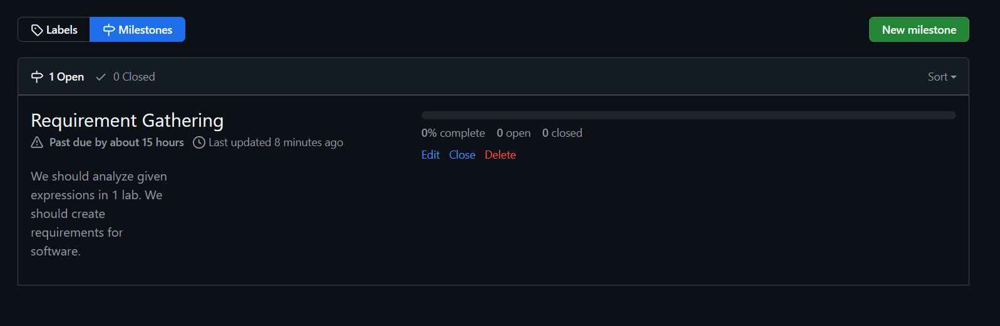 Labels Milestones New milestone
1 Open 0 Closed Sort
Requirement Gathering
Past due by about 15 hours Last updated 8 minutes ago
We should analyze given
expressions in 1 lab. We
should create
requirements for
software.
0% complete 0 open 0 closed
Edit Close Delete